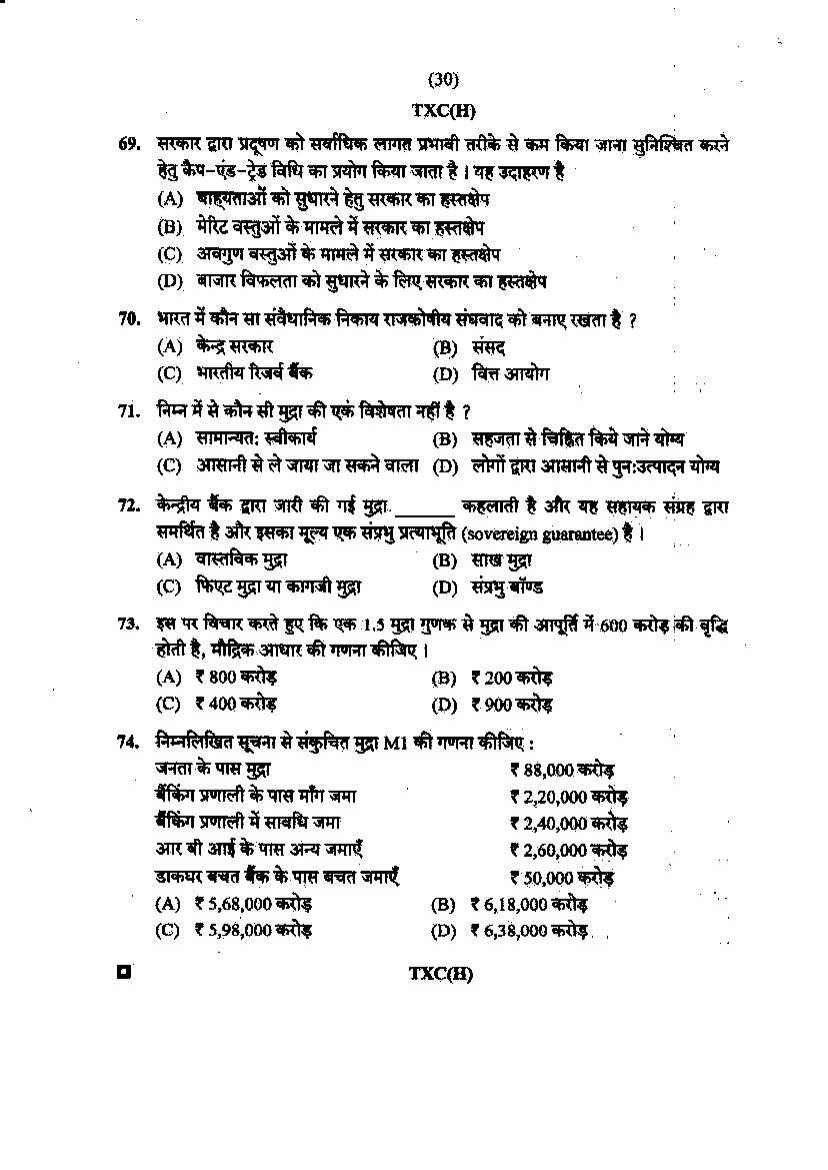 (30)
TXC(H)
69. सरकार द्वारा प्रदूषण को सर्वाधिक लागत प्रभावी तरीके से कम किया जाना सुनिश्चित करने
हेतु कैप-एंड-ट्रेड विधि का प्रयोग किया जाता है । यह उदाहरण है
(A) बाह्यताओं को सुधारने हेतु सरकार का हस्तक्षेप
(B) मेरिट वस्तुओं के मामले में सरकार का हस्तक्षेप
(C) अवगुण वस्तुओं के मामले में सरकार का हस्तक्षेप
(D) बाजार विफलता को सुधारने के लिए सरकार का हस्तक्षेप
70. भारत में कौन सा संवैधानिक निकाय राजकोषीय संघवाद को बनाए रखता है ?
(A) केन्द्र सरकार (B) संसद
(C) भारतीय रिजर्व बैंक (D) वित्त आयोग
71. निम्न में से कौन सी मुद्रा की एक विशेषता नहीं है ?
(A) सामान्यतः स्वीकार्य (B) सहजता से चिह्नित किये जाने योग्य
(C) आसानी से ले जाया जा सकने वाला (D) लोगों द्वारा आसानी से पुनःउत्पादन योग्य
72. केन्द्रीय बैंक द्वारा जारी की गई मुद्रा ______ कहलाती है और यह सहायक संग्रह द्वारा
समर्थित है और इसका मूल्य एक संप्रभु प्रत्याभूति (sovereign guarantee) है ।
(A) वास्तविक मुद्रा (B) साख मुद्रा
(C) फिएट मुद्रा या कागजी मुद्रा (D) संप्रभु बॉण्ड
73. इस पर विचार करते हुए कि एक 1.5 मुद्रा गुणक से मुद्रा की आपूर्ति में 600 करोड़ की वृद्धि
होती है, मौद्रिक आधार की गणना कीजिए ।
(A) ₹ 800 करोड़ (B) ₹ 200 करोड़
(C) ₹ 400 करोड़ (D) ₹ 900 करोड़
74. निम्नलिखित सूचना से संकुचित मुद्रा M1 की गणना कीजिए :
जनता के पास मुद्रा ₹ 88,000 करोड़
बैंकिंग प्रणाली के पास माँग जमा ₹ 2,20,000 करोड़
बैंकिंग प्रणाली में सावधि जमा ₹ 2,40,000 करोड़
आर बी आई के पास अन्य जमाएँ ₹ 2,60,000 करोड़
डाकघर बचत बैंक के पास बचत जमाएँ ₹ 50,000 करोड़
(A) ₹ 5,68,000 करोड़ (B) ₹ 6,18,000 करोड़
(C) ₹ 5,98,000 करोड़ (D) ₹ 6,38,000 करोड़
TXC(H)